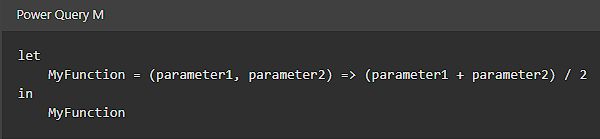 Power Query M
let
    MyFunction = (parameter1, parameter2) => (parameter1 + parameter2) / 2
in
    MyFunction